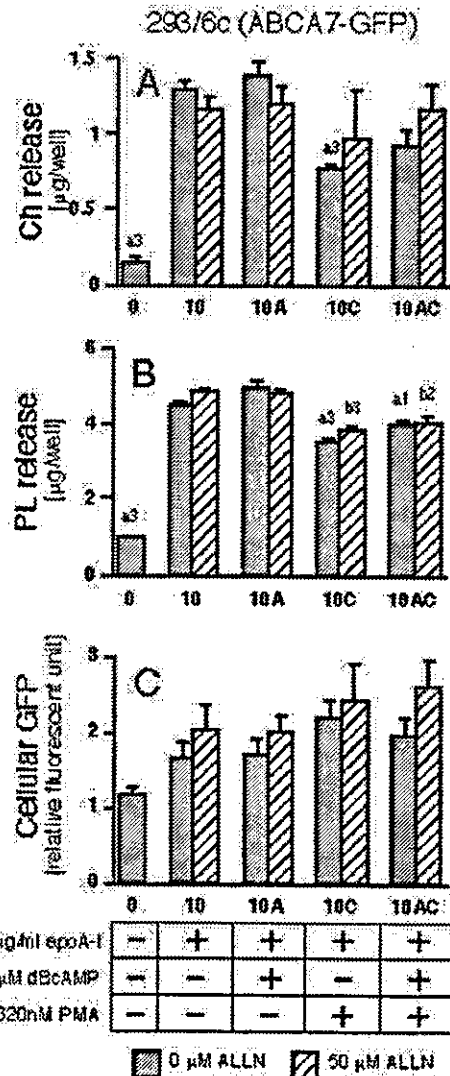 293/6c (ABCA7-GFP)
A
Ch release
[µg/well]
1.5
1
0.5
0
a3
a3
0 10 10A 10C 10AC
B
PL release
[µg/well]
6
4
2
0
a3
a3 b3 a1 b2
0 10 10A 10C 10AC
C
Cellular GFP
[relative fluorescent unit]
3
2
1
0
0 10 10A 10C 10AC
µg/ml apoA-I - + + + +
µM dBcAMP - - + - +
320nM PMA - - - + +
0 µM ALLN 50 µM ALLN